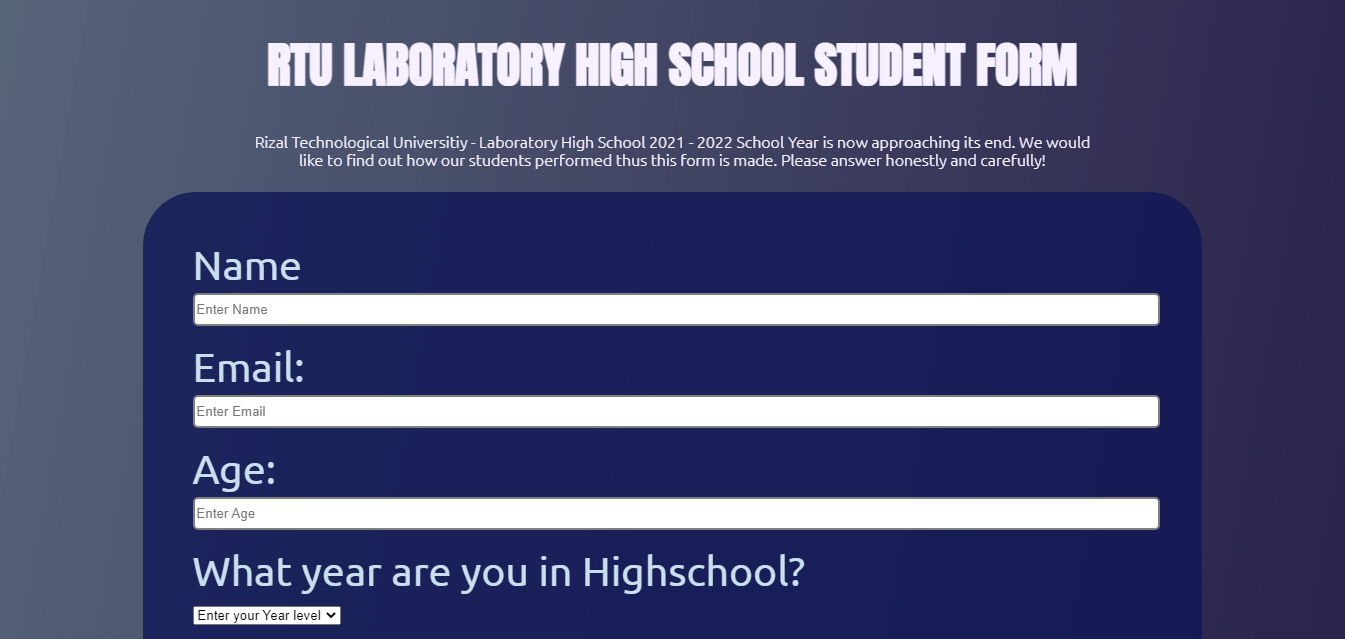 RTU LABORATORY HIGH SCHOOL STUDENT FORM
Rizal Technological Universitiy - Laboratory High School 2021 - 2022 School Year is now approaching its end. We would
like to find out how our students performed thus this form is made. Please answer honestly and carefully!
Name
Enter Name
Email:
Enter Email
Age:
Enter Age
What year are you in Highschool?
Enter your Year level